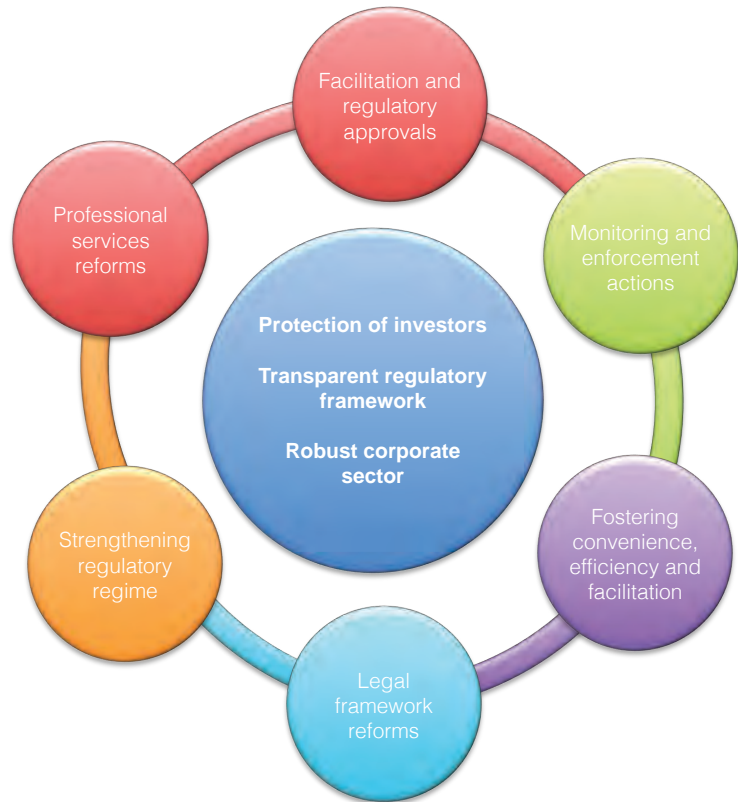 Facilitation and
regulatory
approvals
Professional
services
reforms
Monitoring and
enforcement
actions
Protection of investors
Transparent regulatory
framework
Robust corporate
sector
Strengthening
regulatory
regime
Fostering
convenience,
efficiency and
facilitation
Legal
framework
reforms